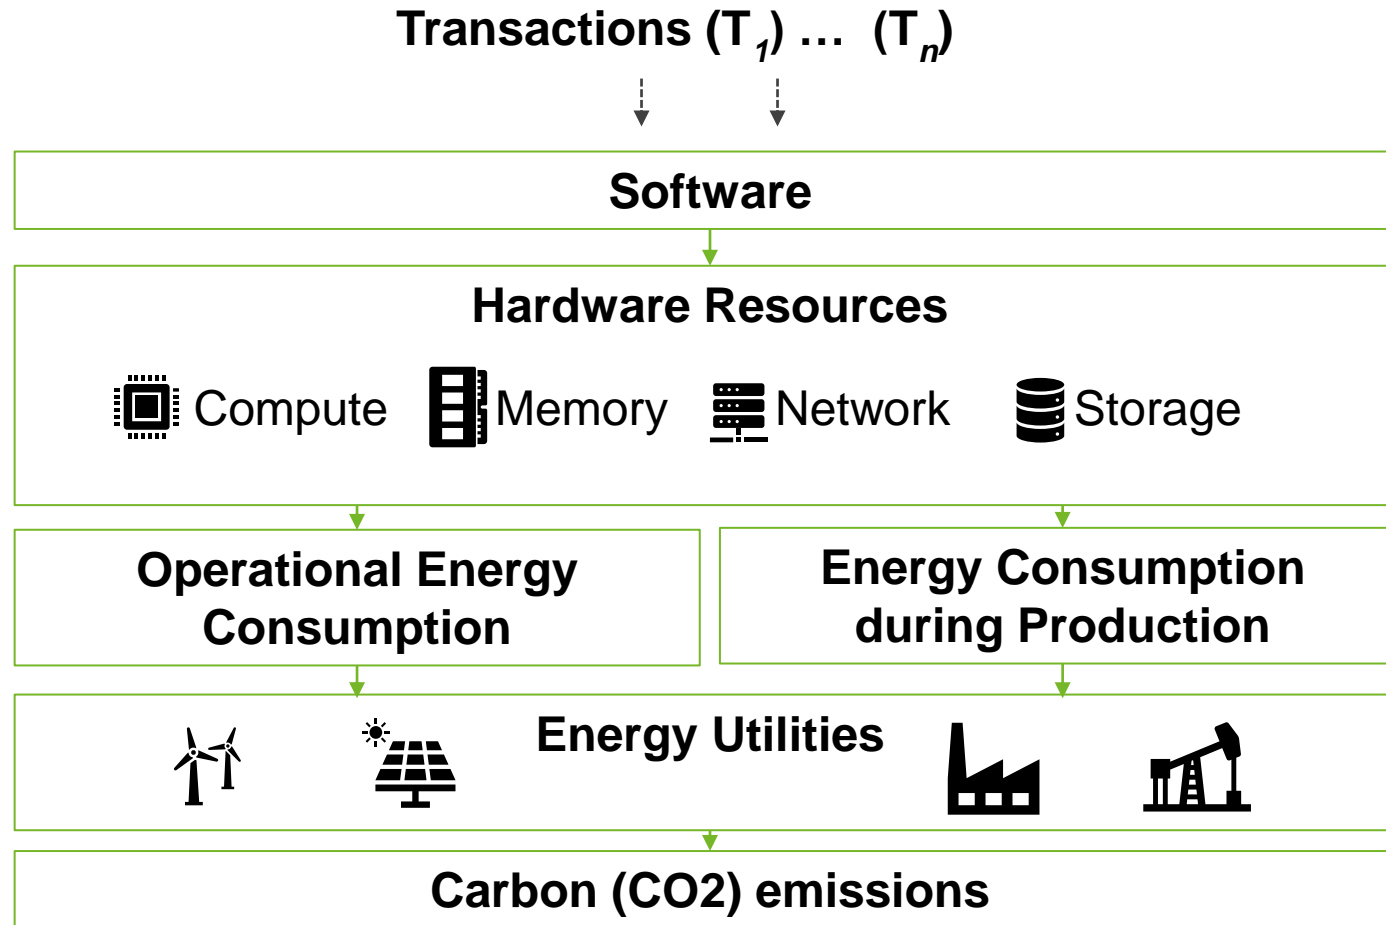 Transactions (T1) … (Tn)
Software
Hardware Resources
Compute Memory Network Storage
Operational Energy
Consumption
Energy Consumption
during Production
Energy Utilities
Carbon (CO2) emissions